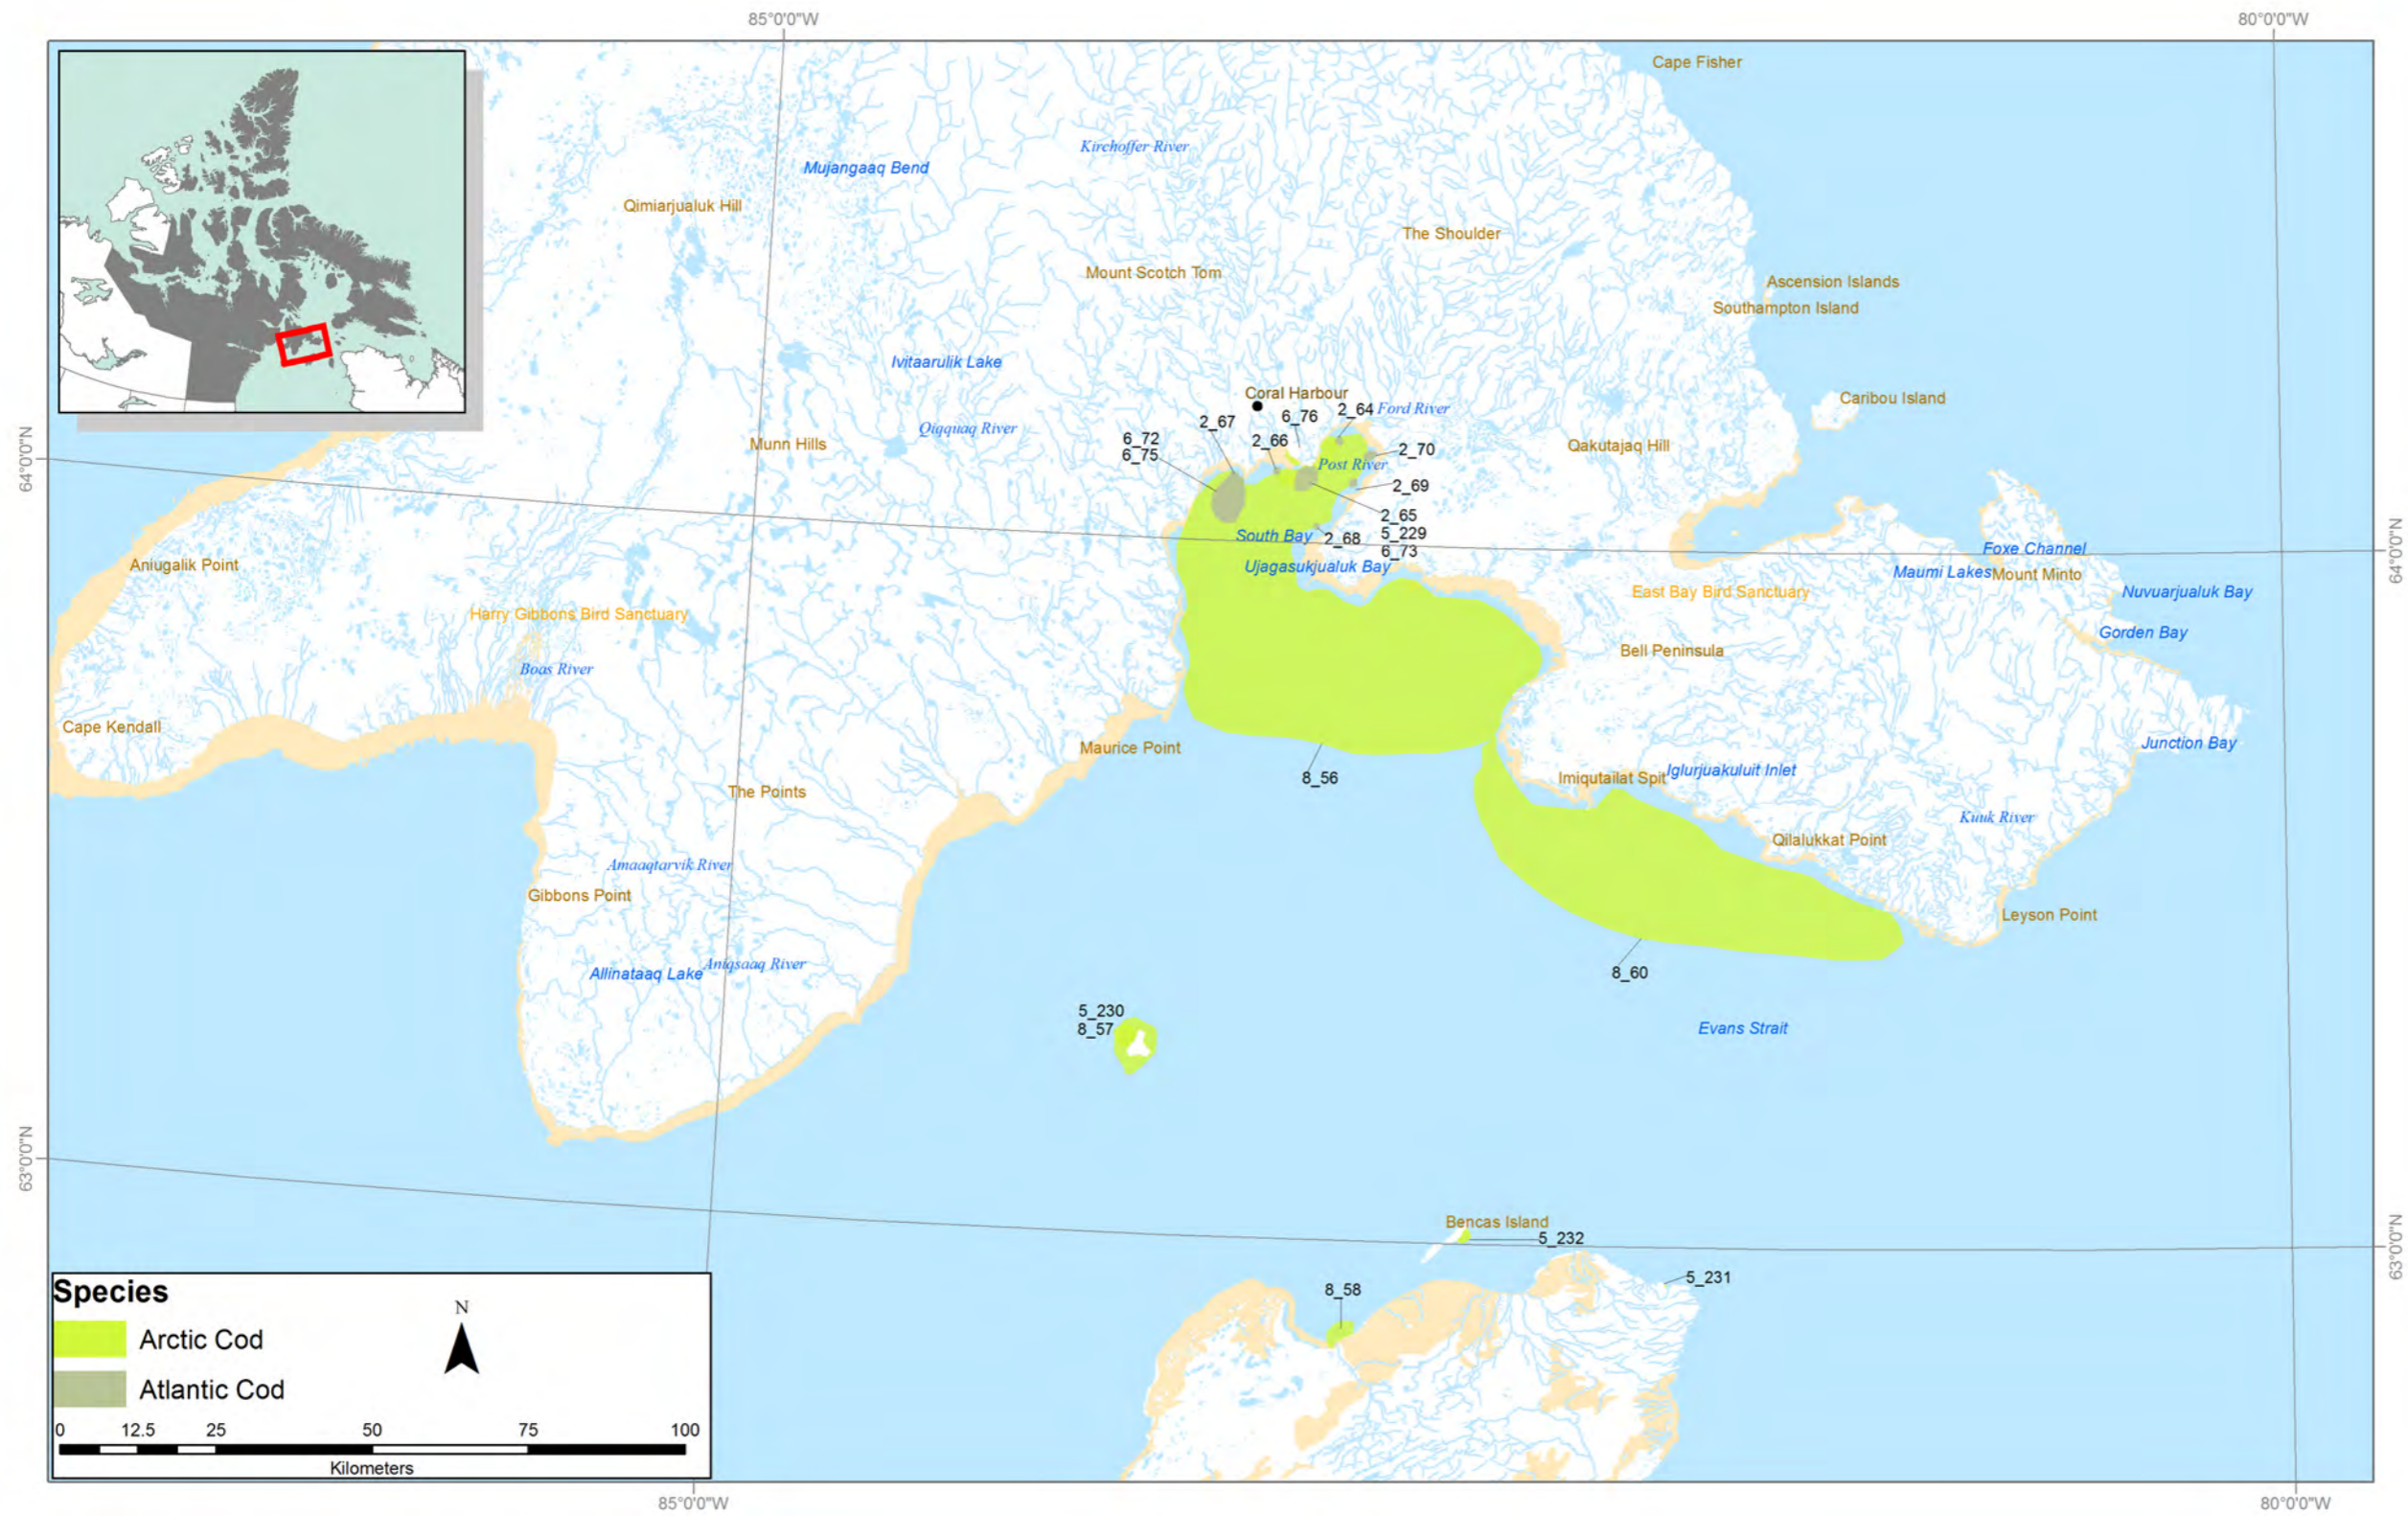 85°0'0"W
80°0'0"W
Cape Fisher
Kirchoffer River
Mujangaaq Bend
Qimiarjualuk Hill
The Shoulder
Mount Scotch Tom
Ascension Islands
Southampton Island
Ivitaarulik Lake
Coral Harbour
Caribou Island
2_64
Ford River
6_76
2_67
Qiqquaq River
6_72
6_75
2_66
Munn Hills
2_70
Qakutajaq Hill
64°0'0"N
Post River
2_69
2_65
5_229
6_73
South Bay
2_68
Foxe Channel
64°0'0"N
Aniugalik Point
Ujagasukjualuk Bay
Maumi Lakes
Mount Minto
East Bay Bird Sanctuary
Nuvuarjualuk Bay
Harry Gibbons Bird Sanctuary
Gorden Bay
Bell Peninsula
Boas River
Cape Kendall
Maurice Point
Junction Bay
8_56
Imiqutailat Spit
Iglurjuakuluit Inlet
The Points
Kuuk River
Qilalukkat Point
Amaaqtarvik River
Gibbons Point
Leyson Point
Aniqsaaq River
Allinataaq Lake
8_60
5_230
8_57
Evans Strait
63°0'0"N
Bencas Island
5_232
63°0'0"N
5_231
8_58
Species
N
Arctic Cod
Atlantic Cod
0 12.5 25 50 75 100
Kilometers
85°0'0"W
80°0'0"W